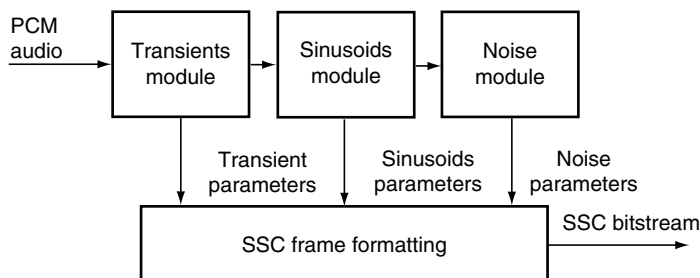 PCM
audio
Transients
module
Sinusoids
module
Noise
module
Transient
parameters
Sinusoids
parameters
Noise
parameters
SSC frame formatting
SSC bitstream